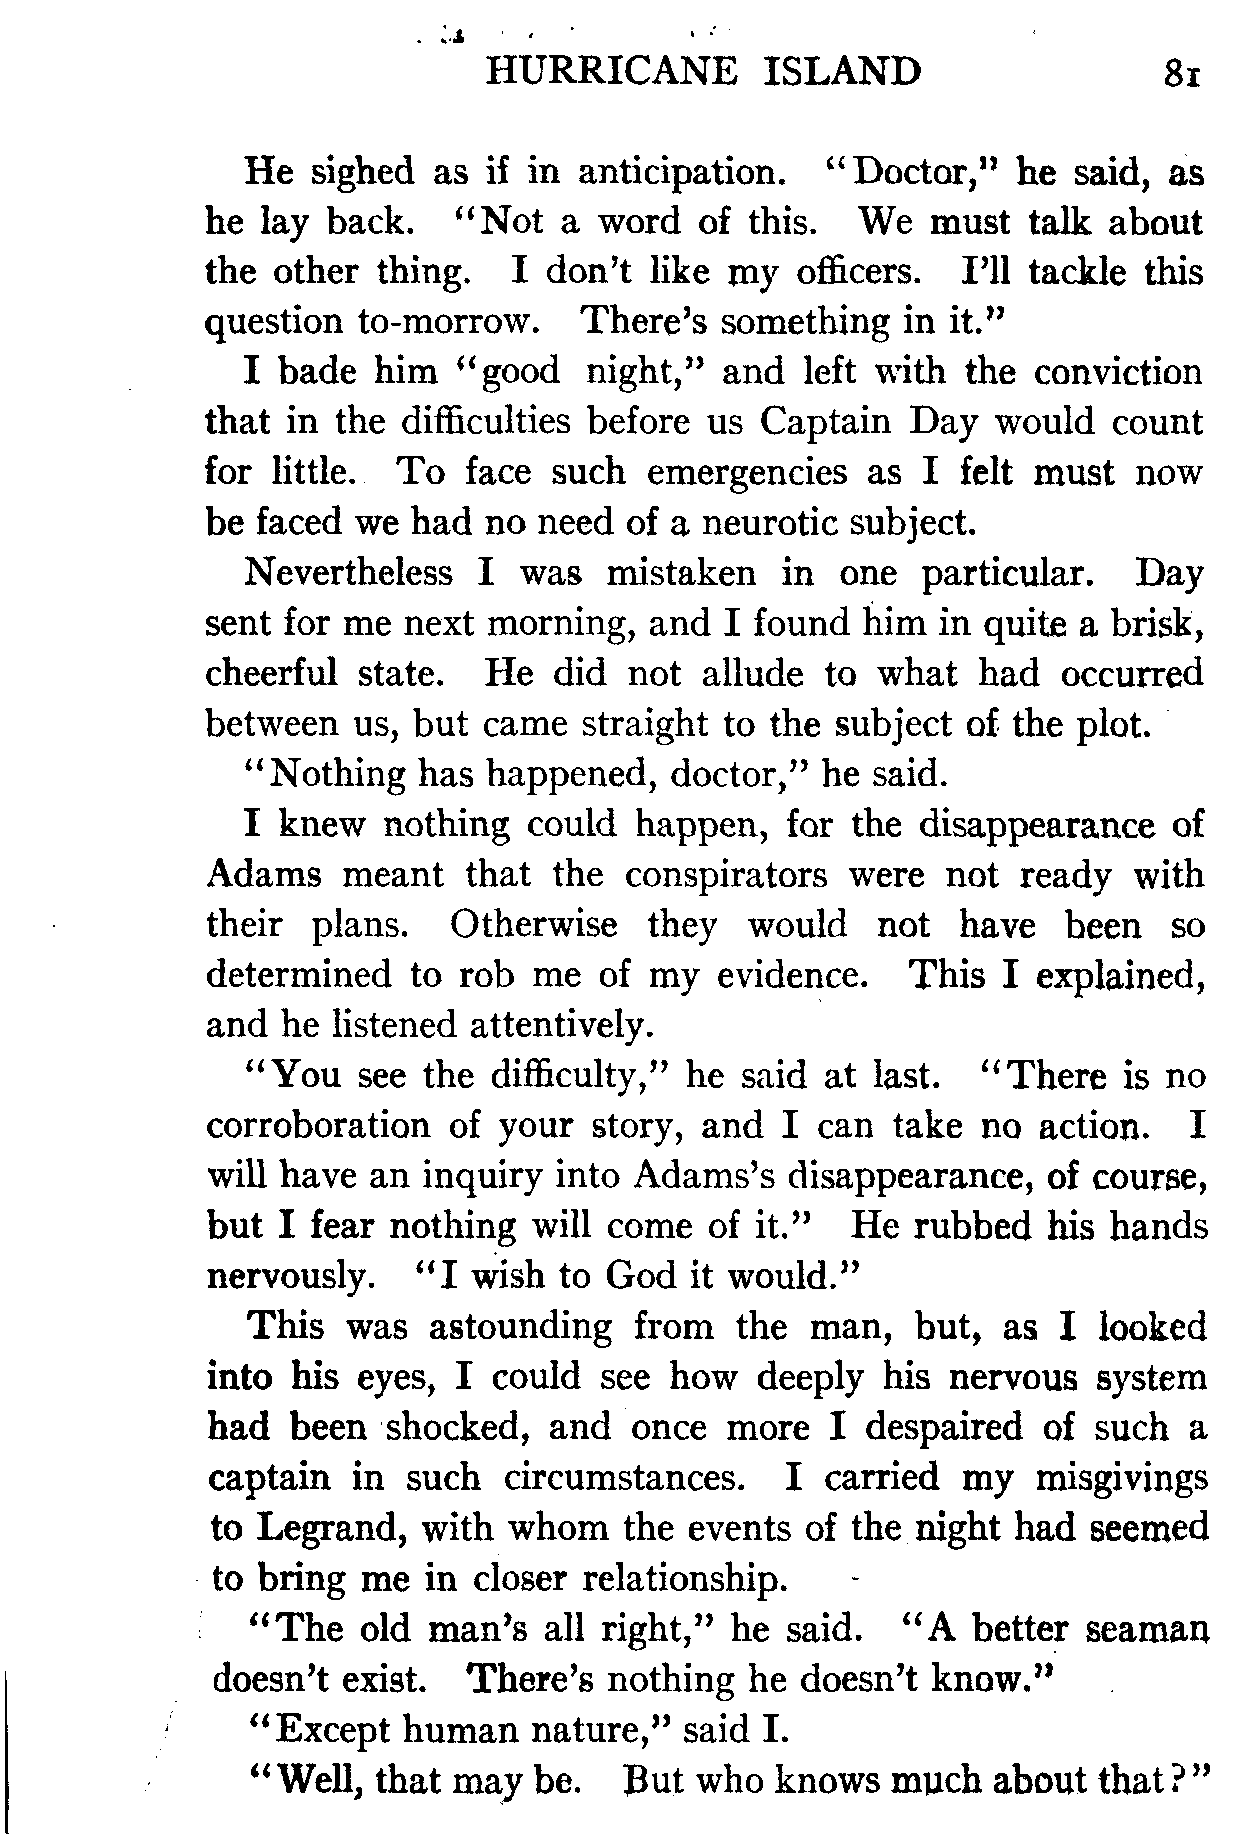 HURRICANE ISLAND 81
He sighed as if in anticipation. "Doctor," he said, as
he lay back. "Not a word of this. We must talk about
the other thing. I don't like my officers. I'll tackle this
question to-morrow. There's something in it."
I bade him "good night," and left with the conviction
that in the difficulties before us Captain Day would count
for little. To face such emergencies as I felt must now
be faced we had no need of a neurotic subject.
Nevertheless I was mistaken in one particular. Day
sent for me next morning, and I found him in quite a brisk,
cheerful state. He did not allude to what had occurred
between us, but came straight to the subject of the plot.
"Nothing has happened, doctor," he said.
I knew nothing could happen, for the disappearance of
Adams meant that the conspirators were not ready with
their plans. Otherwise they would not have been so
determined to rob me of my evidence. This I explained,
and he listened attentively.
"You see the difficulty," he said at last. "There is no
corroboration of your story, and I can take no action. I
will have an inquiry into Adams's disappearance, of course,
but I fear nothing will come of it." He rubbed his hands
nervously. "I wish to God it would."
This was astounding from the man, but, as I looked
into his eyes, I could see how deeply his nervous system
had been shocked, and once more I despaired of such a
captain in such circumstances. I carried my misgivings
to Legrand, with whom the events of the night had seemed
to bring me in closer relationship.
"The old man's all right," he said. "A better seaman
doesn't exist. There's nothing he doesn't know."
"Except human nature," said I.
"Well, that may be. But who knows much about that?"